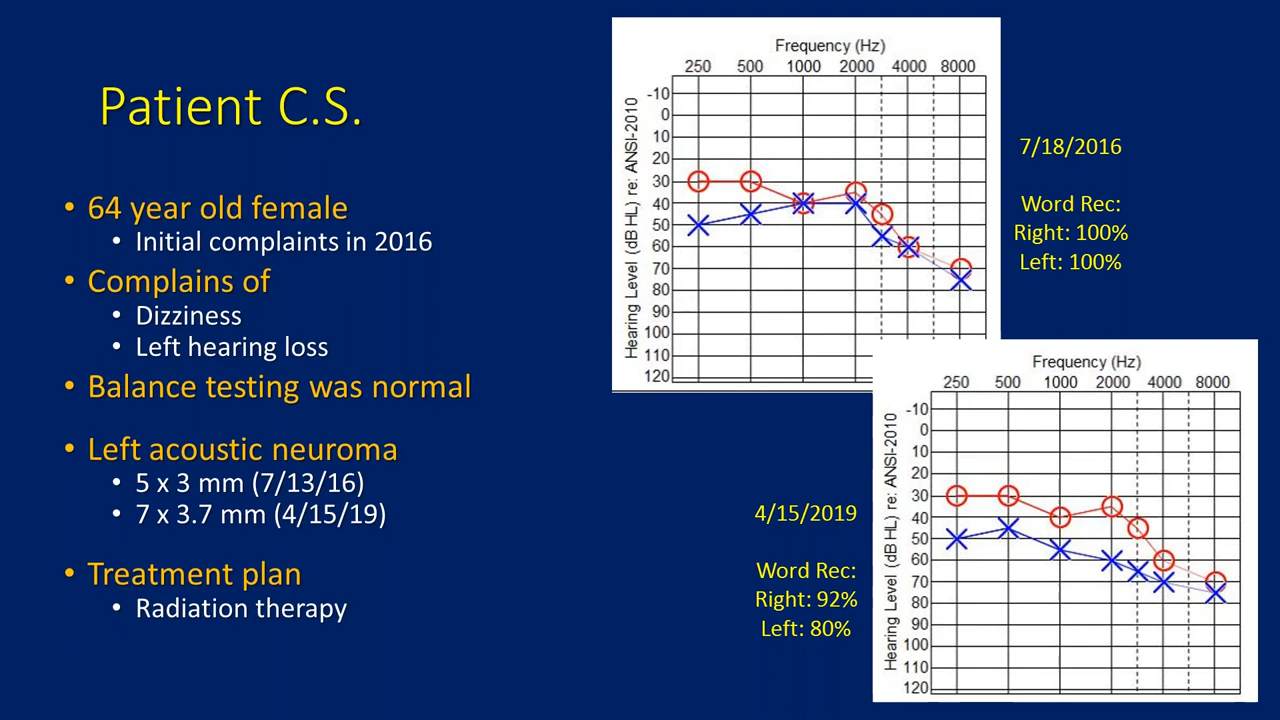 Patient C.S.
• 64 year old female
• Initial complaints in 2016
• Complains of
• Dizziness
• Left hearing loss
• Balance testing was normal
• Left acoustic neuroma
• 5 x 3 mm (7/13/16)
• 7 x 3.7 mm (4/15/19)
• Treatment plan
• Radiation therapy
Frequency (Hz)
250 500 1000 2000 4000 8000
Hearing Level (dB HL) re: ANSI-2010
-10
0
10
20
30
40
50
60
70
80
90
100
110
120
7/18/2016
Word Rec:
Right: 100%
Left: 100%
4/15/2019
Word Rec:
Right: 92%
Left: 80%
Frequency (Hz)
250 500 1000 2000 4000 8000
Hearing Level (dB HL) re: ANSI-2010
-10
0
10
20
30
40
50
60
70
80
90
100
110
120